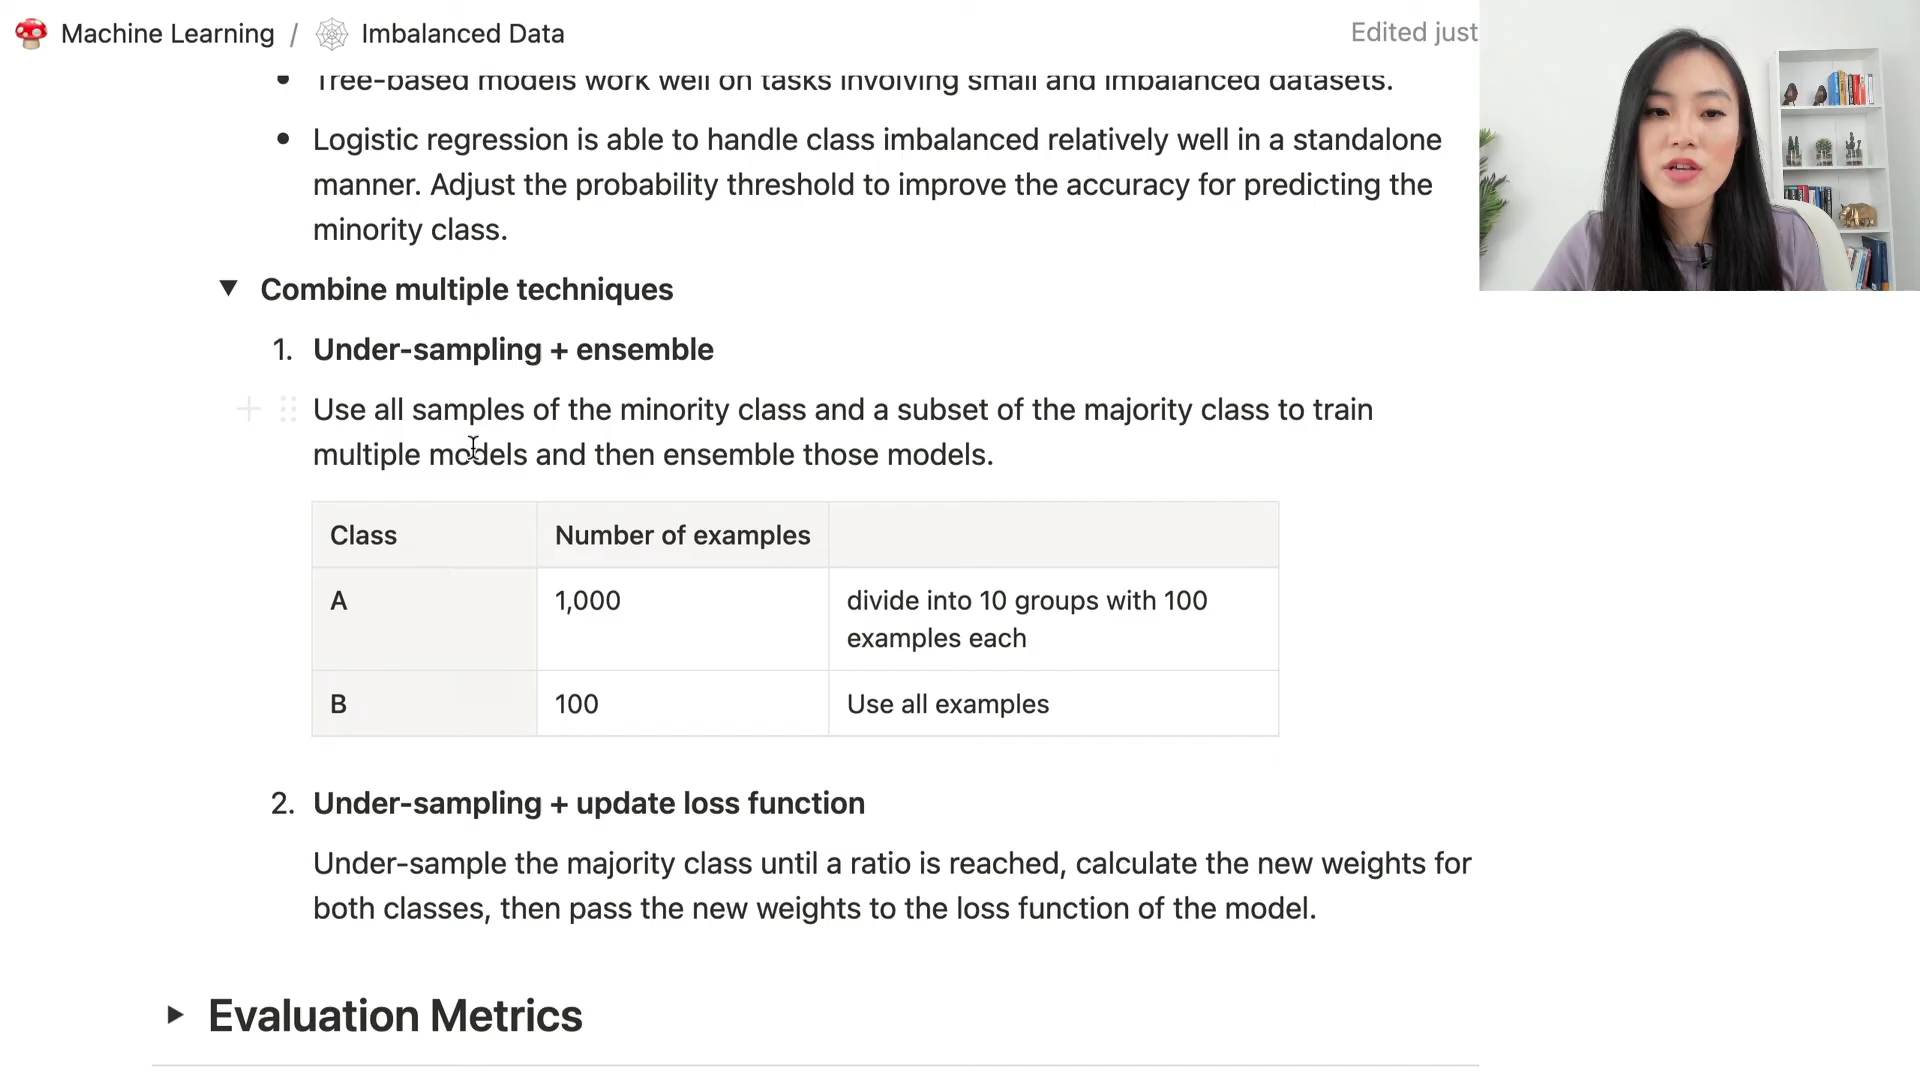 Machine Learning / Imbalanced Data
Edited just
Tree-based models work well on tasks involving small and imbalanced datasets.
Logistic regression is able to handle class imbalanced relatively well in a standalone
manner. Adjust the probability threshold to improve the accuracy for predicting the
minority class.
Combine multiple techniques
1. Under-sampling + ensemble
Use all samples of the minority class and a subset of the majority class to train
multiple models and then ensemble those models.
Class Number of examples
A 1,000 divide into 10 groups with 100
examples each
B 100 Use all examples
2. Under-sampling + update loss function
Under-sample the majority class until a ratio is reached, calculate the new weights for
both classes, then pass the new weights to the loss function of the model.
Evaluation Metrics